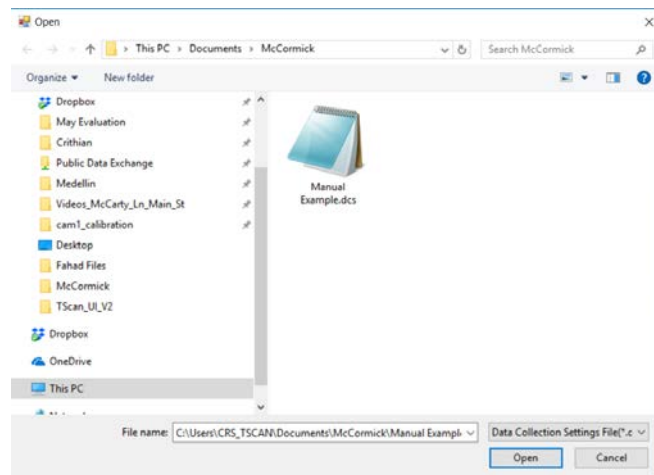 Open
This PC > Documents > McCormick
Search McCormick
Organize
New folder
Dropbox
May Evaluation
Crithian
Public Data Exchange
Medellin
Videos_McCarty_Ln_Main_St
cam1_calibration
Desktop
Fahad Files
McCormick
TScan_UI_V2
Dropbox
OneDrive
This PC
Manual
Example.dcs
File name: C:\Users\CRS_TSCAN\Documents\McCormick\Manual Exampl
Data Collection Settings File(*.c
Open
Cancel